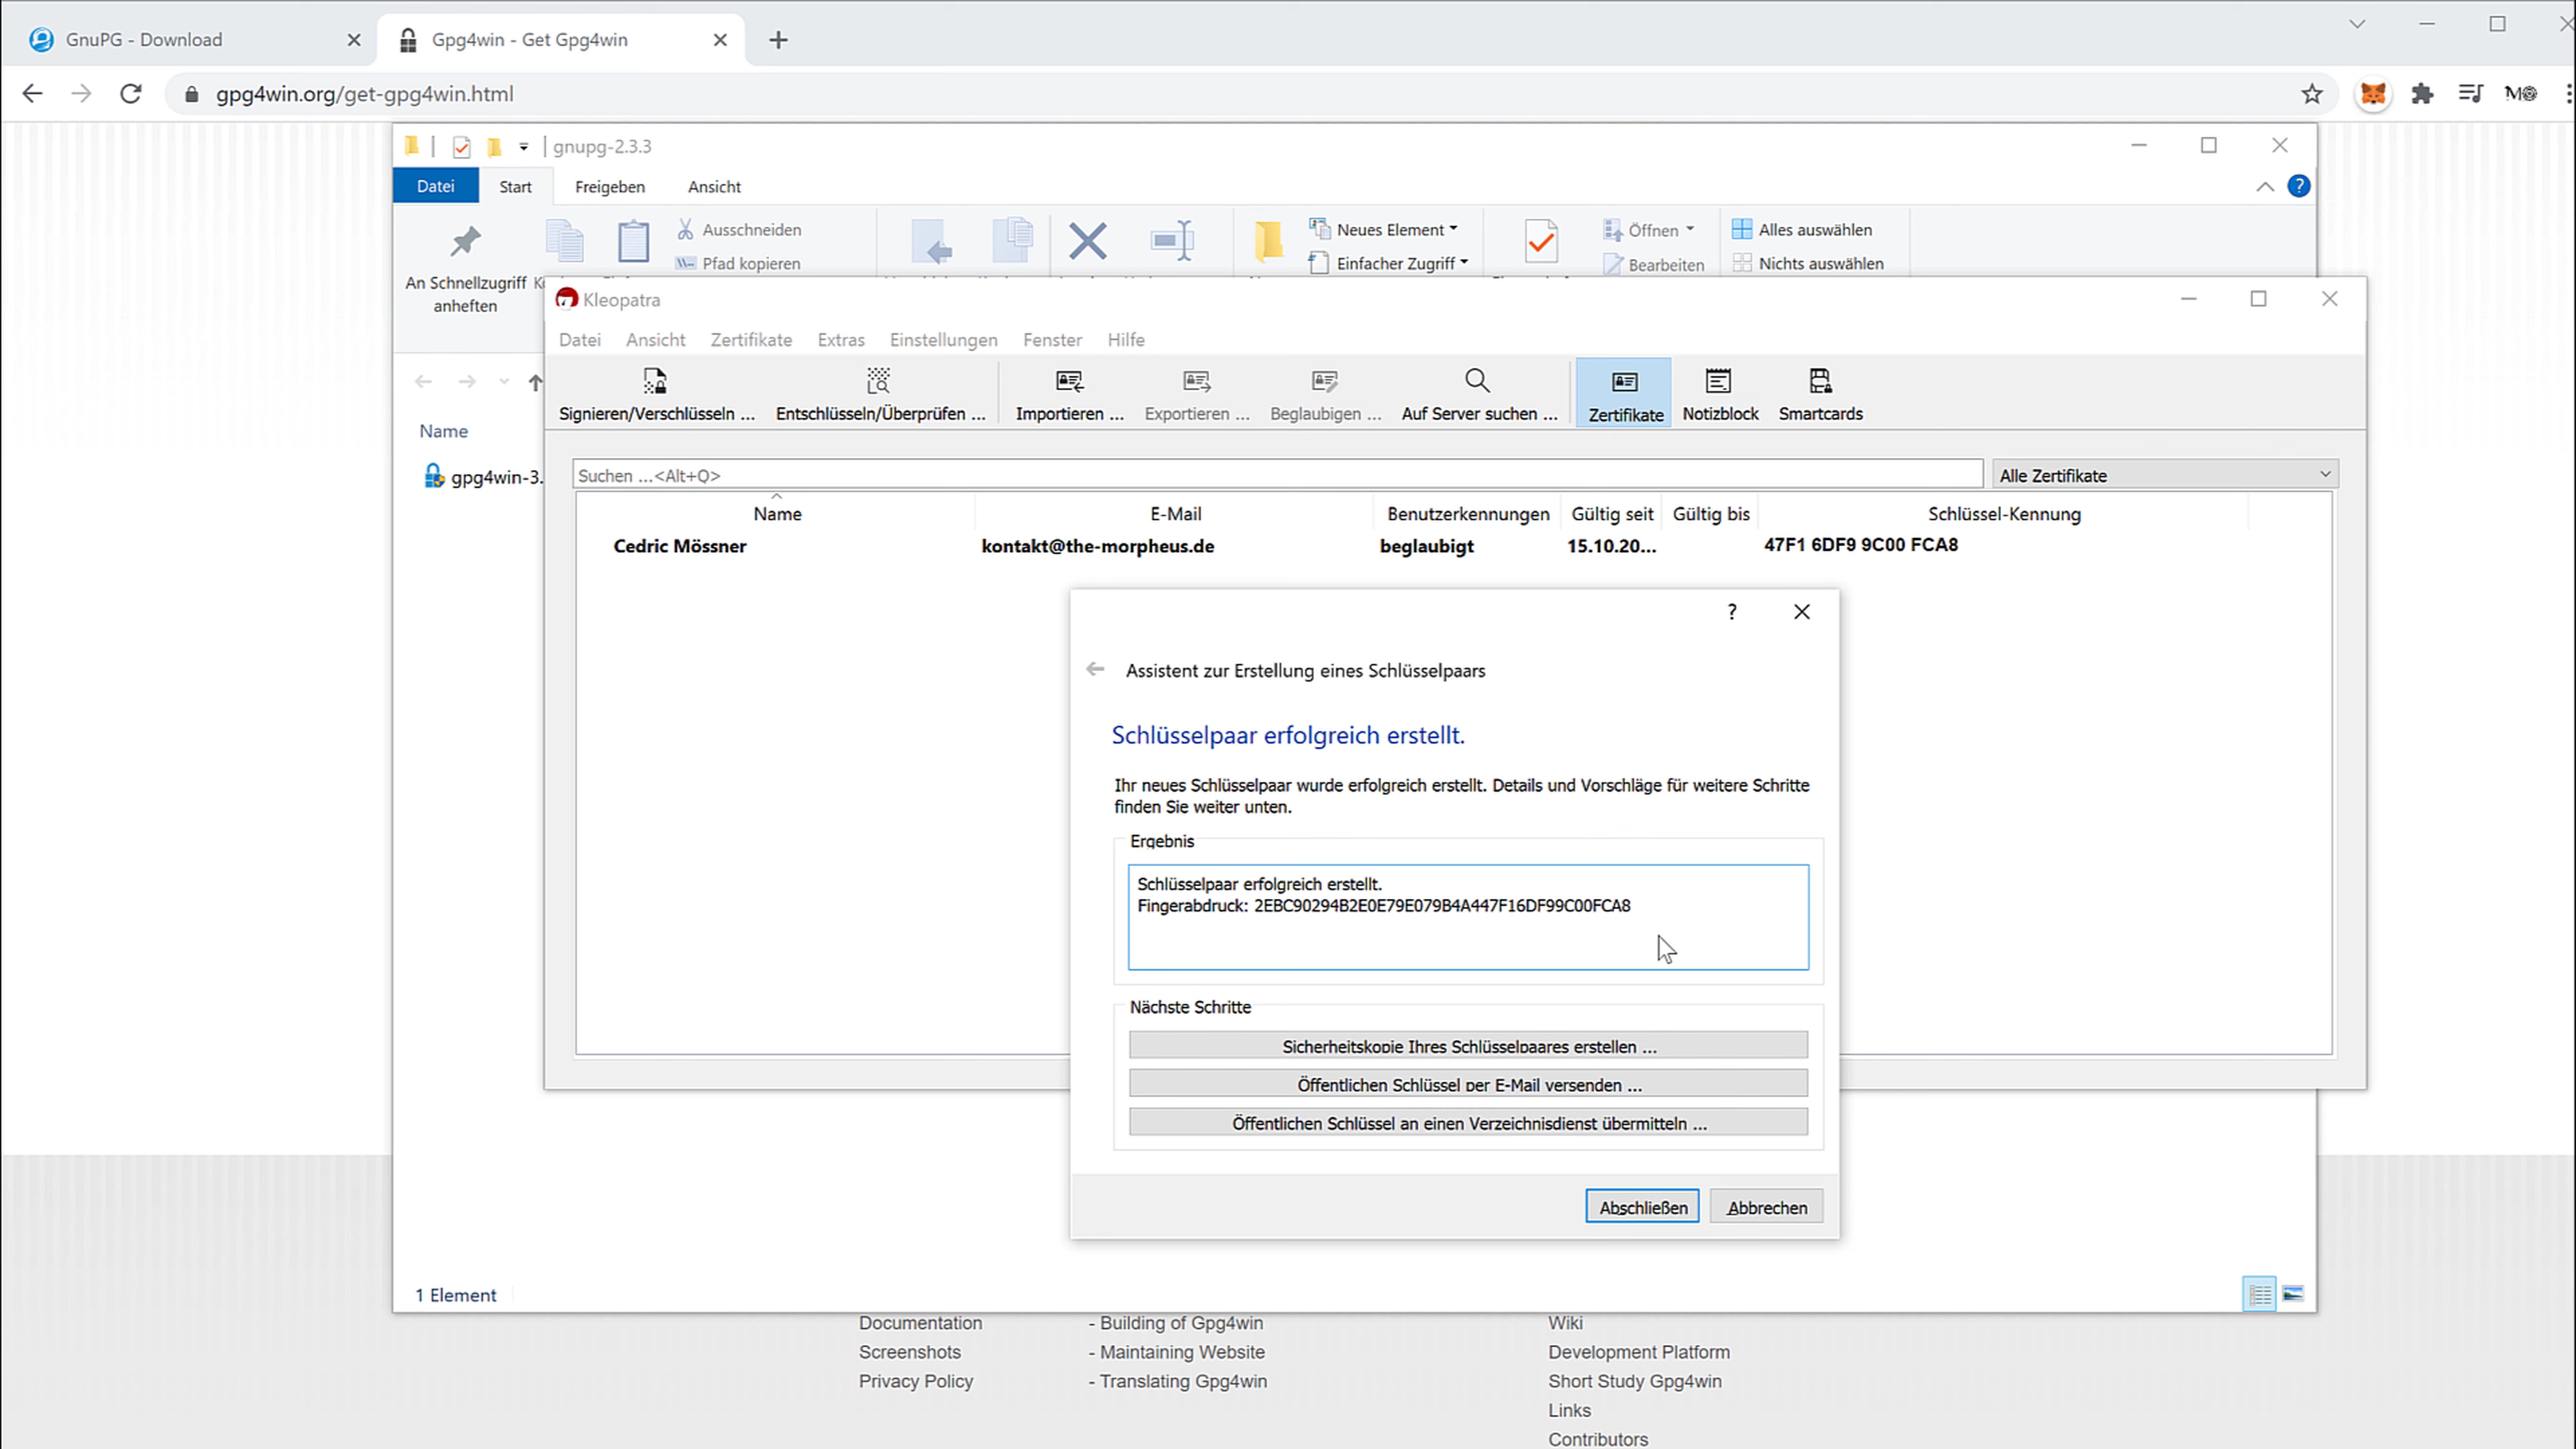 GnuPG - Download
Gpg4win - Get Gpg4win
gpg4win.org/get-gpg4win.html
gnupg-2.3.3
Datei Start Freigeben Ansicht
An Schnellzugriff
anheften
Ausschneiden
Pfad kopieren
Neues Element
Einfacher Zugriff
Öffnen
Bearbeiten
Alles auswählen
Nichts auswählen
Name
gpg4win-3.
Kleopatra
Datei Ansicht Zertifikate Extras Einstellungen Fenster Hilfe
Signieren/Verschlüsseln ... Entschlüsseln/Überprüfen ... Importieren ... Exportieren ... Beglaubigen ... Auf Server suchen ... Zertifikate Notizblock Smartcards
Suchen ...<Alt+Q> Alle Zertifikate
Name E-Mail Benutzerkennungen Gültig seit Gültig bis Schlüssel-Kennung
Cedric Mössner kontakt@the-morpheus.de beglaubigt 15.10.20... 47F1 6DF9 9C00 FCA8
?
Assistent zur Erstellung eines Schlüsselpaars
Schlüsselpaar erfolgreich erstellt.
Ihr neues Schlüsselpaar wurde erfolgreich erstellt. Details und Vorschläge für weitere Schritte
finden Sie weiter unten.
Ergebnis
Schlüsselpaar erfolgreich erstellt.
Fingerabdruck: 2EBC90294B2E0E79E079B4A447F16DF99C00FCA8
Nächste Schritte
Sicherheitskopie Ihres Schlüsselpaares erstellen ...
Öffentlichen Schlüssel per E-Mail versenden ...
Öffentlichen Schlüssel an einen Verzeichnisdienst übermitteln ...
Abschließen Abbrechen
1 Element
Documentation
Screenshots
Privacy Policy
- Building of Gpg4win
- Maintaining Website
- Translating Gpg4win
Wiki
Development Platform
Short Study Gpg4win
Links
Contributors